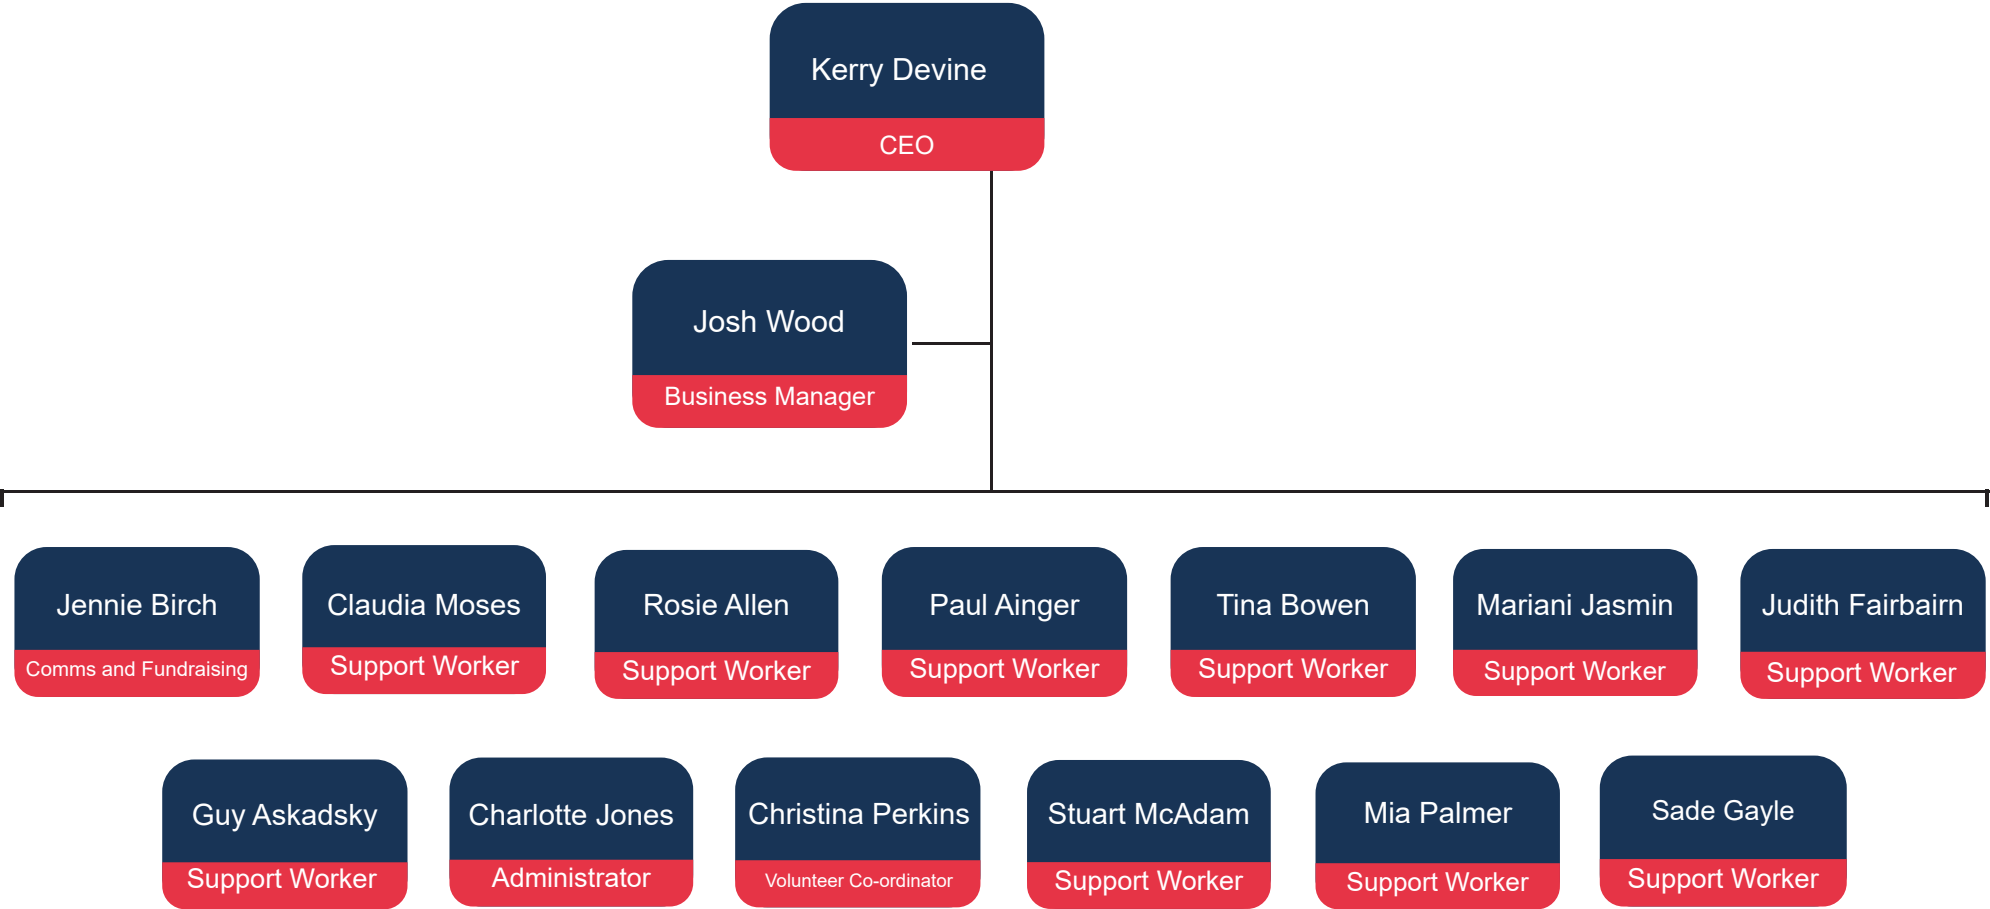 Kerry Devine
CEO
Josh Wood
Business Manager
Jennie Birch
Comms and Fundraising
Claudia Moses
Support Worker
Rosie Allen
Support Worker
Paul Ainger
Support Worker
Tina Bowen
Support Worker
Mariani Jasmin
Support Worker
Judith Fairbairn
Support Worker
Guy Askadsky
Support Worker
Charlotte Jones
Administrator
Christina Perkins
Volunteer Co-ordinator
Stuart McAdam
Support Worker
Mia Palmer
Support Worker
Sade Gayle
Support Worker